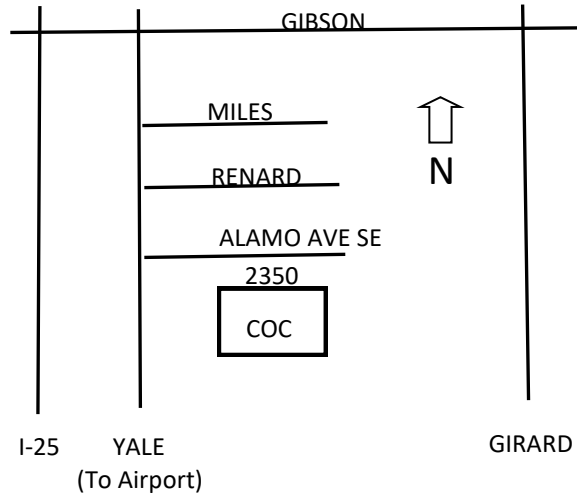 GIBSON
MILES
N
RENARD
ALAMO AVE SE
2350
COC
I-25
YALE
(To Airport)
GIRARD